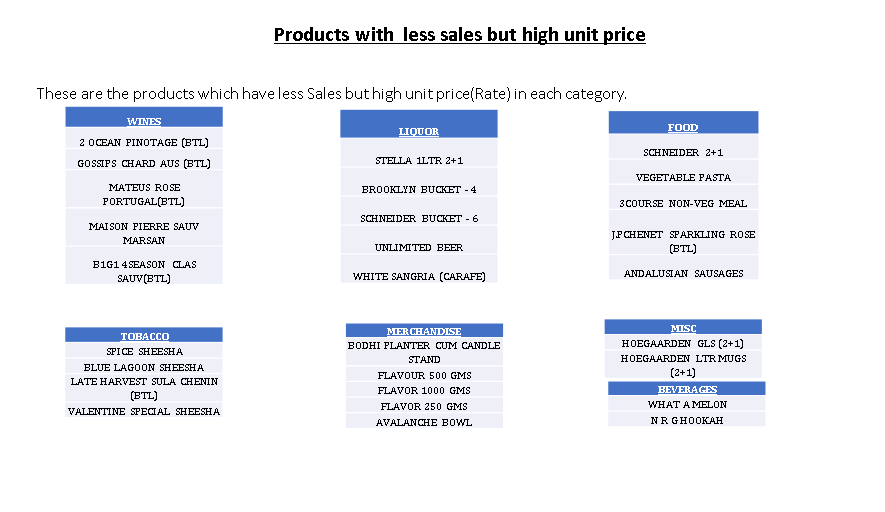 Products with less sales but high unit price
These are the products which have less Sales but high unit price(Rate) in each category.
WINES
2 OCEAN PINOTAGE (BTL)
GOSSIPS CHARD AUS (BTL)
MATEUS ROSE
PORTUGAL(BTL)
MAISON PIERRE SAUV
MARSAN
B1G1 4SEASON CLAS
SAUV(BTL)
LIQUOR
STELLA 1LTR 2+1
BROOKLYN BUCKET - 4
SCHNEIDER BUCKET - 6
UNLIMITED BEER
WHITE SANGRIA (CARAFE)
FOOD
SCHNEIDER 2+1
VEGETABLE PASTA
3COURSE NON-VEG MEAL
J.P.CHENET SPARKLING ROSE
(BTL)
ANDALUSIAN SAUSAGES
TOBACCO
SPICE SHEESHA
BLUE LAGOON SHEESHA
LATE HARVEST SULA CHENIN
(BTL)
VALENTINE SPECIAL SHEESHA
MERCHANDISE
BODHI PLANTER CUM CANDLE
STAND
FLAVOUR 500 GMS
FLAVOR 1000 GMS
FLAVOR 250 GMS
AVALANCHE BOWL
MISC
HOEGAARDEN GLS (2+1)
HOEGAARDEN LTR MUGS
(2+1)
BEVERAGES
WHAT A MELON
N R G HOOKAH